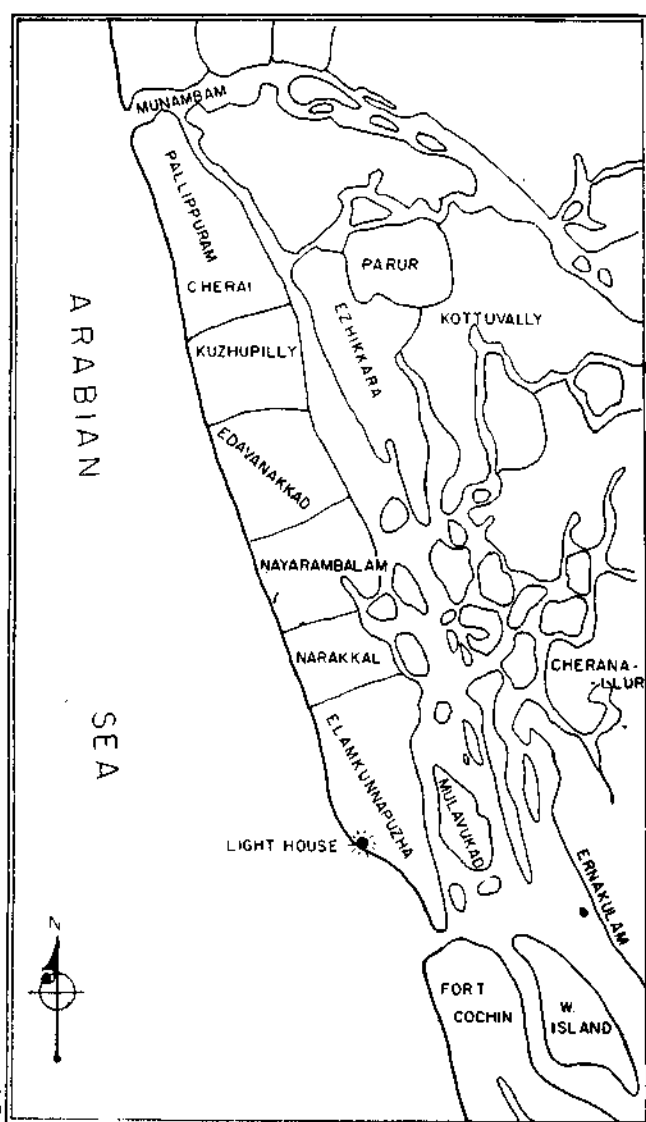 MUNAMBAM
PALLIPPURAM
CHERAI
PARUR
KOTTUVALLY
EZHIKKARA
KUZHUPILLY
ARABIAN
EDAVANAKKAD
NAYARAMBALAM
NARAKKAL
CHERANA-
-LLUR
SEA
ELAMKUNNAPUZHA
MULAVUKAD
LIGHT HOUSE
ERNAKULAM
N
FORT
COCHIN
W.
ISLAND